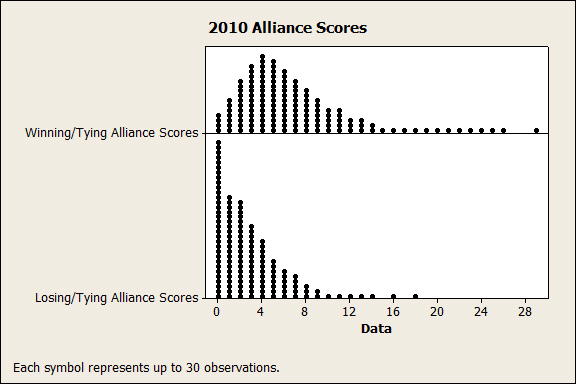 2010 Alliance Scores
Winning/Tying Alliance Scores
Losing/Tying Alliance Scores
0 4 8 12 16 20 24 28
Data
Each symbol represents up to 30 observations.